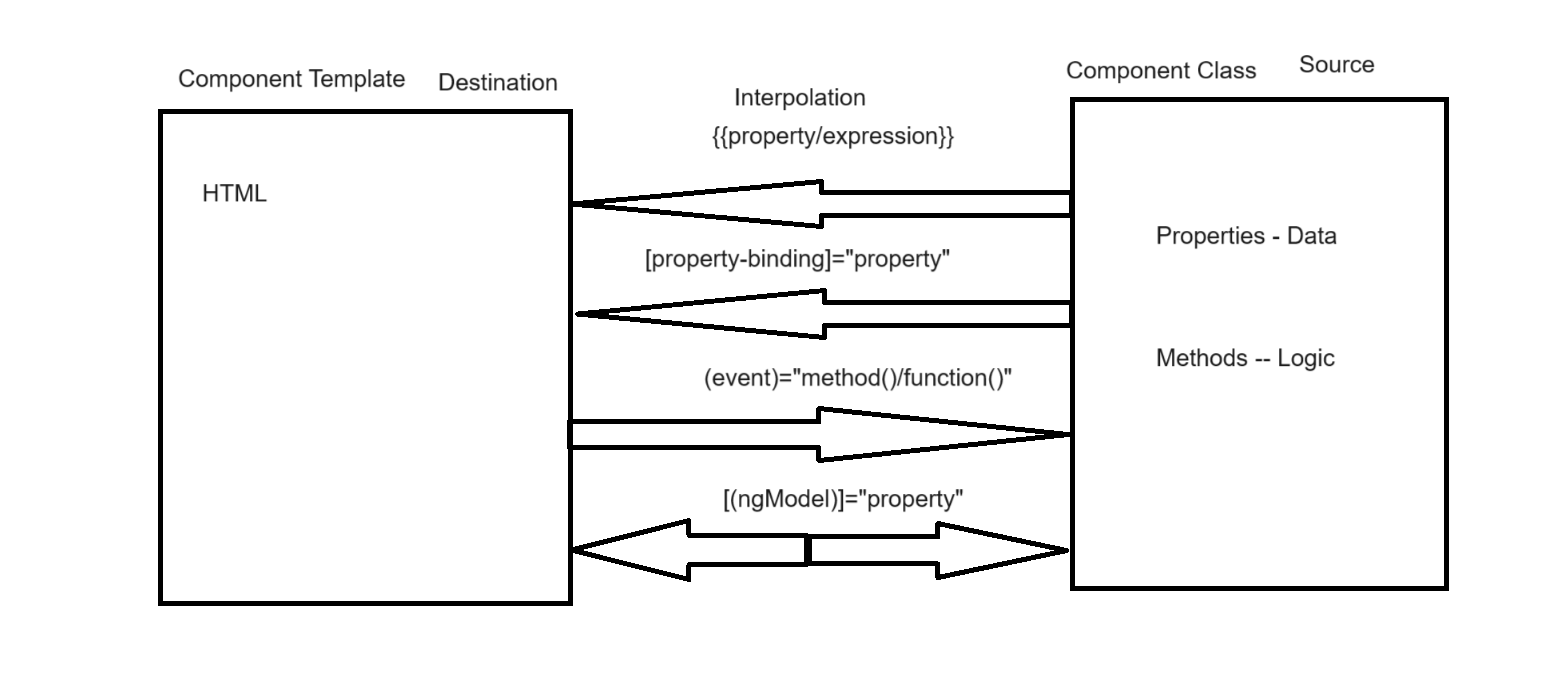 Component Template Destination
HTML
Interpolation
{{property/expression}}
[property-binding]="property"
(event)="method()/function()"
[(ngModel)]="property"
Component Class Source
Properties - Data
Methods -- Logic